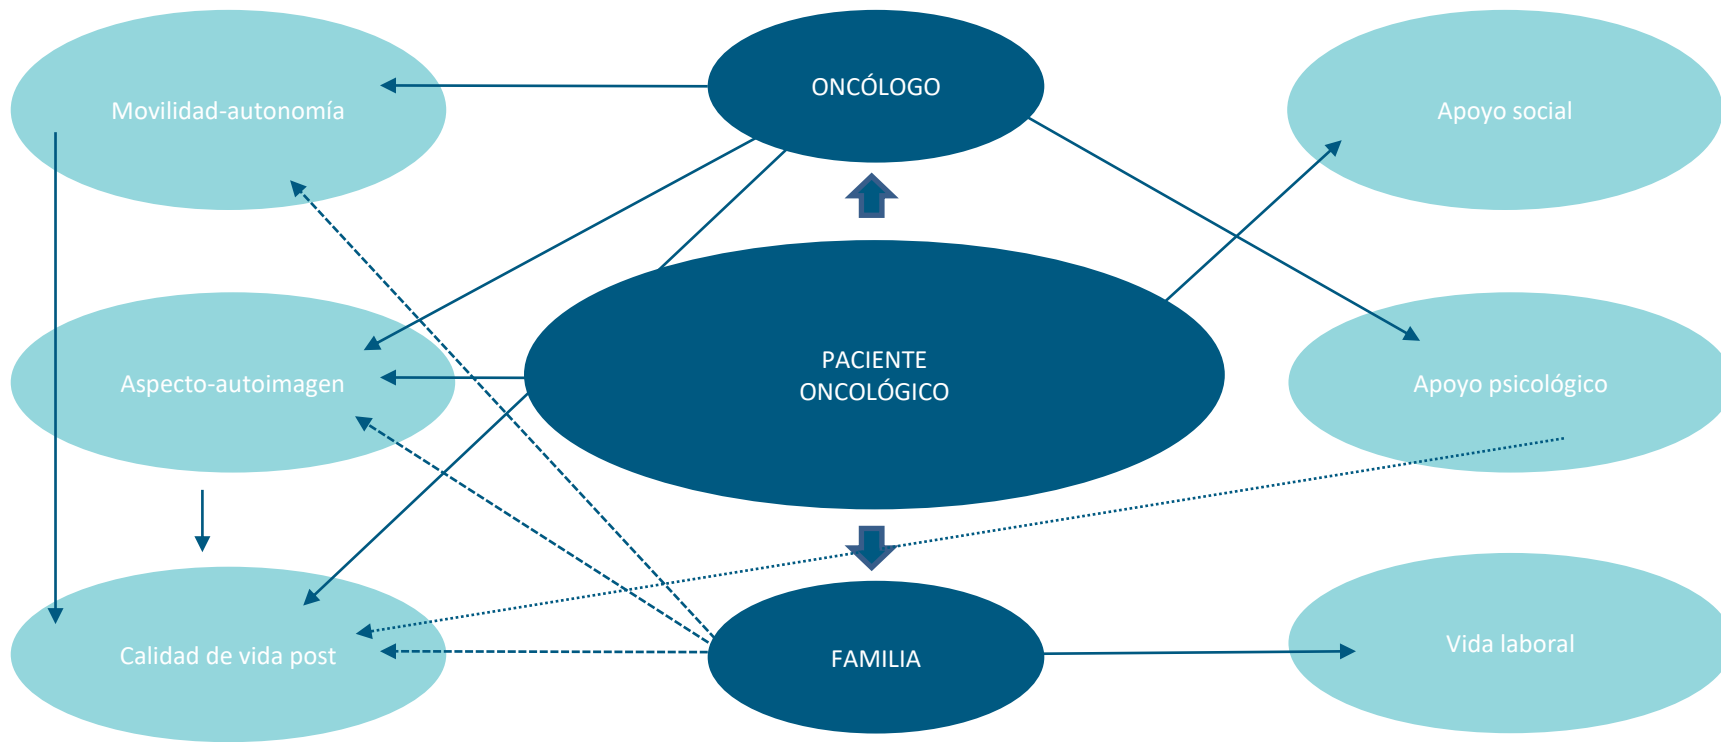 ONCÓLOGO
Movilidad-autonomía
Apoyo social
PACIENTE
ONCOLÓGICO
Aspecto-autoimagen
Apoyo psicológico
Calidad de vida post
FAMILIA
Vida laboral